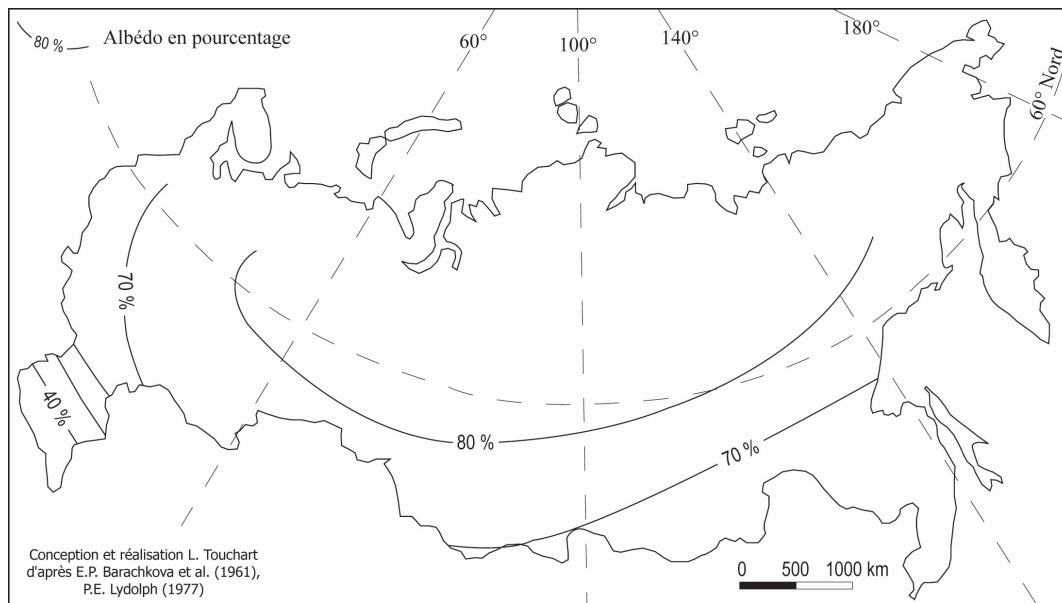 80 %
Albédo en pourcentage
60°
100°
140°
180°
60° Nord
70 %
40 %
80 %
70 %
Conception et réalisation L. Touchart
d'après E.P. Barachkova et al. (1961),
P.E. Lydolph (1977)
0 500 1000 km